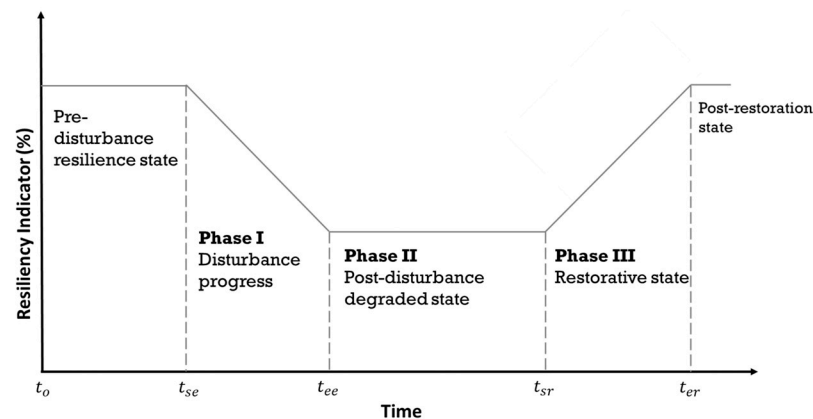 Resiliency Indicator (%)
Pre-
disturbance
resilience state
Phase I
Disturbance
progress
Phase II
Post-disturbance
degraded state
Phase III
Restorative state
Post-restoration
state
t_o
t_se
t_ee
t_sr
t_er
Time